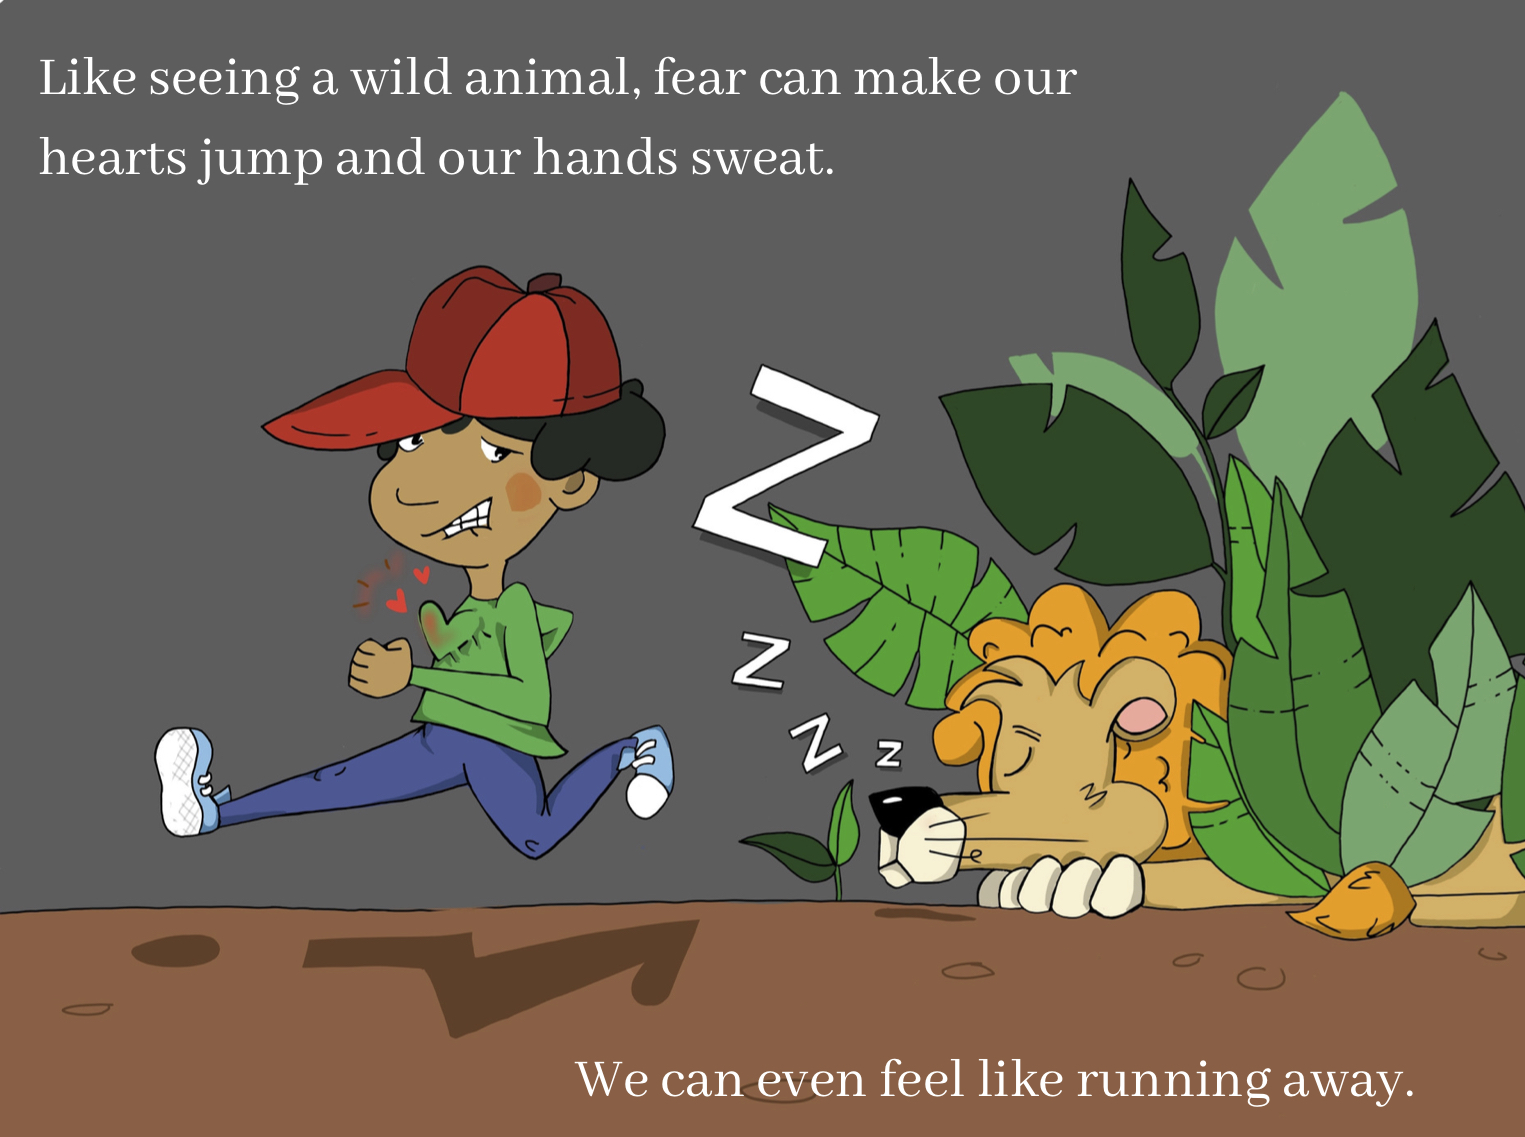 Like seeing a wild animal, fear can make our
hearts jump and our hands sweat.
Z
Z
Z
Z
We can even feel like running away.